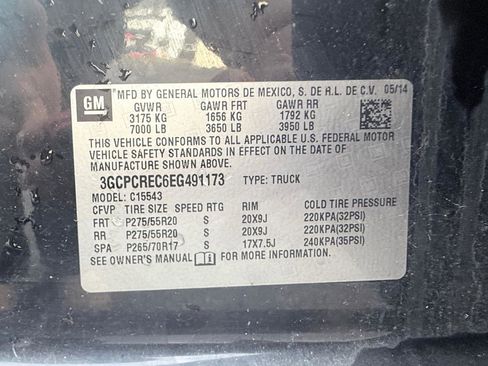 GM MFD BY GENERAL MOTORS DE MEXICO, S. DE R.L. DE C.V. 05/14
GVWR GAWR FRT GAWR RR
3175 KG 1656 KG 1792 KG
7000 LB 3650 LB 3950 LB
THIS VEHICLE CONFORMS TO ALL APPLICABLE U.S. FEDERAL MOTOR
VEHICLE SAFETY STANDARDS IN EFFECT ON THE DATE OF
MANUFACTURE SHOWN ABOVE.
3GCPCREC6EG491173 TYPE: TRUCK
MODEL: C15543
CFVP TIRE SIZE SPEED RTG RIM COLD TIRE PRESSURE
FRT P275/55R20 S 20X9J 220KPA(32PSI)
RR P275/55R20 S 20X9J 220KPA(32PSI)
SPA P265/70R17 S 17X7.5J 240KPA(35PSI)
SEE OWNER'S MANUAL FOR MORE INFORMATION.